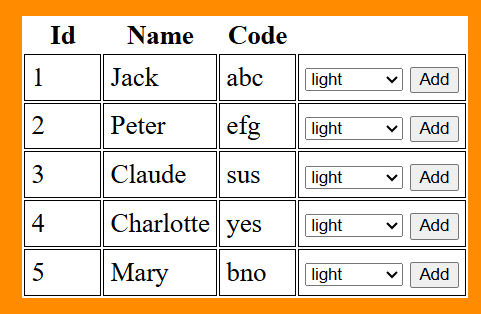 Id Name Code
1 Jack abc light Add
2 Peter efg light Add
3 Claude sus light Add
4 Charlotte yes light Add
5 Mary bno light Add